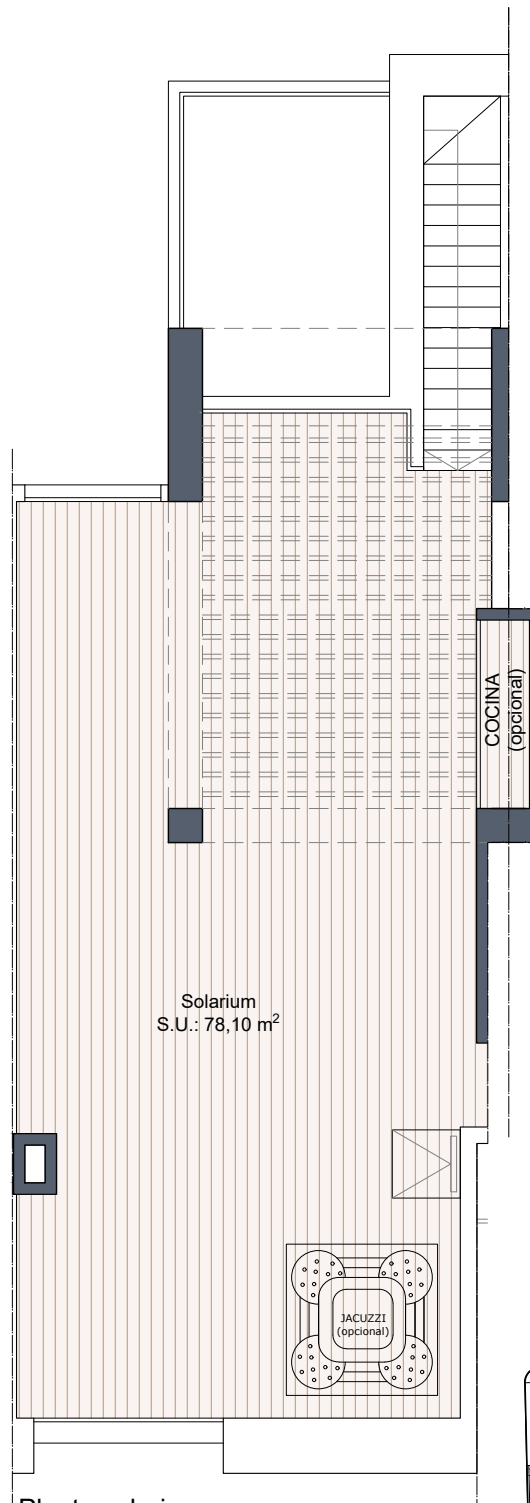 COCINA
(opcional)
Solarium
S.U.: 78,10 m²
JACUZZI
(opcional)